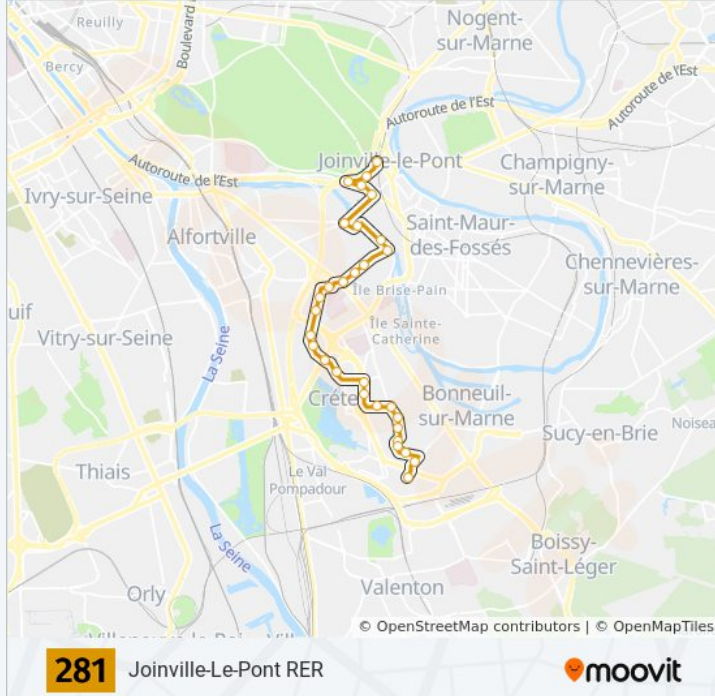 Reuilly
Nogent-
sur-Marne
Boulevard
Bercy
Autoroute de l'Est
Autoroute de l'Est
Joinville-le-Pont
Champigny-
sur-Marne
Autoroute de l'Est
Ivry-sur-Seine
Saint-Maur-
des-Fossés
Alfortville
Chennevières-
sur-Marne
Île Brise-Pain
uif
Île Sainte-
Catherine
Vitry-sur-Seine
La Seine
Bonneuil-
sur-Marne
Créte
Noisea
Sucy-en-Brie
Thiais
Le Val
Pompadour
La Seine
Boissy-
Saint-Léger
Orly
Valenton
© OpenStreetMap contributors | © OpenMapTiles
281 Joinville-Le-Pont RER
moovit